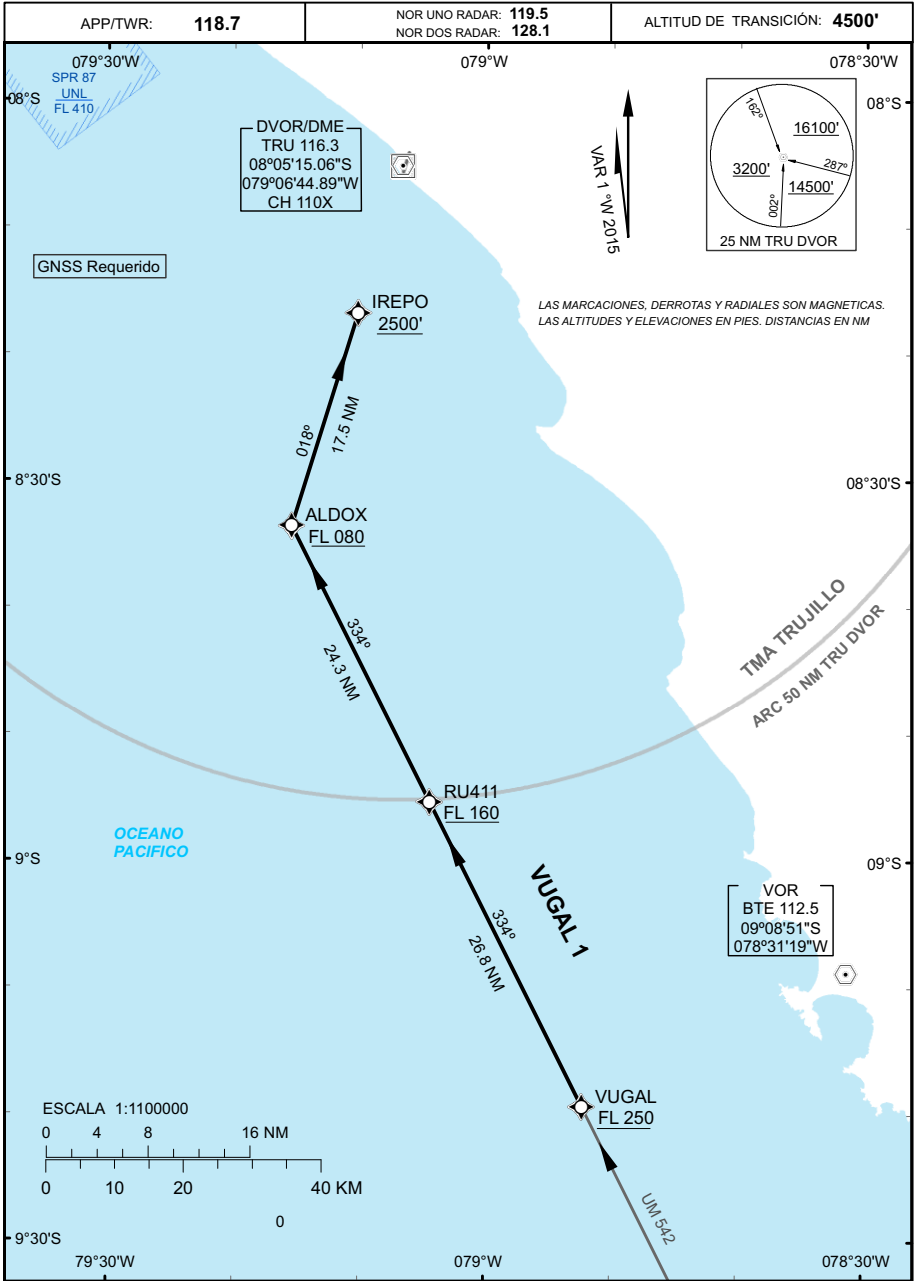 APP/TWR: 118.7
NOR UNO RADAR: 119.5
NOR DOS RADAR: 128.1
ALTITUD DE TRANSICIÓN: 4500'
079°30'W
079°W
078°30'W
08°S
08°S
SPR 87
UNL
FL 410
DVOR/DME
TRU 116.3
08º05'15.06"S
079º06'44.89"W
CH 110X
VAR 1 °W 2015
162º
16100'
3200'
287º
14500'
002º
25 NM TRU DVOR
GNSS Requerido
LAS MARCACIONES, DERROTAS Y RADIALES SON MAGNETICAS.
LAS ALTITUDES Y ELEVACIONES EN PIES. DISTANCIAS EN NM
IREPO
2500'
018º
17.5 NM
8°30'S
08°30'S
ALDOX
FL 080
334º
24.3 NM
TMA TRUJILLO
ARC 50 NM TRU DVOR
RU411
FL 160
OCEANO
PACIFICO
9°S
09°S
VUGAL 1
334º
26.8 NM
VOR
BTE 112.5
09º08'51"S
078º31'19"W
VUGAL
FL 250
UM 542
ESCALA 1:1100000
0 4 8 16 NM
0 10 20 40 KM
0
9°30'S
79°30'W
079°W
078°30'W